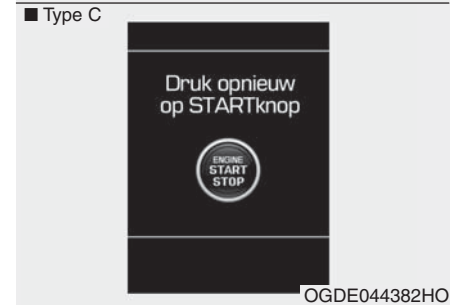 ■ Type C
Druk opnieuw
op STARTknop
ENGINE
START
STOP
OGDE044382HO